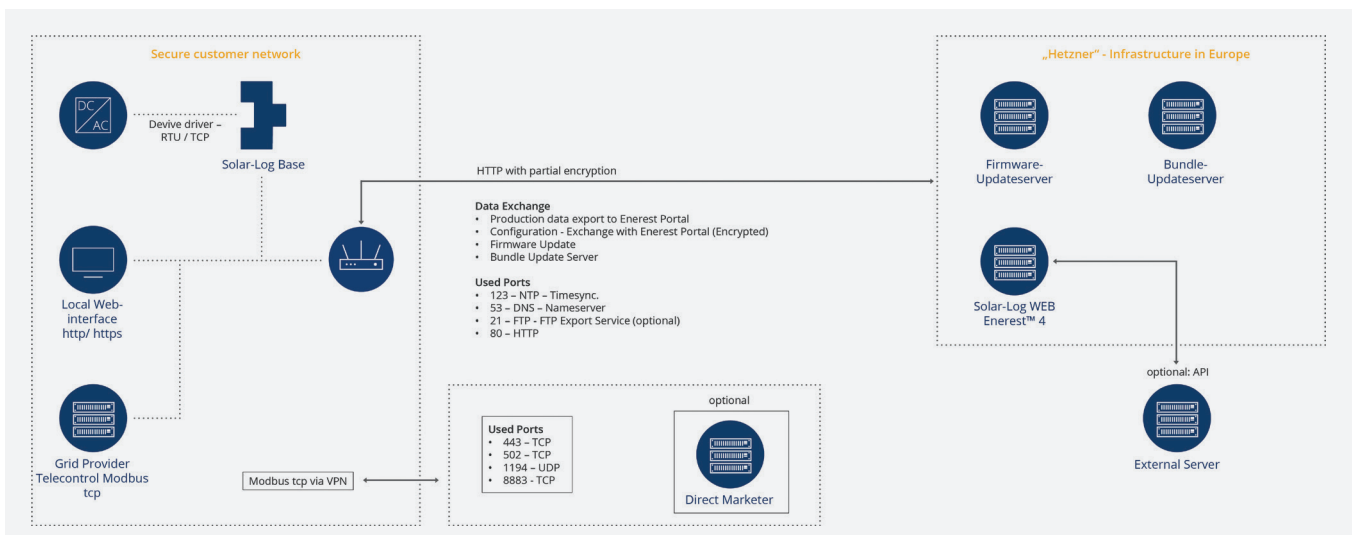 Secure customer network
DC
AC
Devive driver –
RTU / TCP
Solar-Log Base
Local Web-
interface
http/ https
Grid Provider
Telecontrol Modbus
tcp
Modbus tcp via VPN
HTTP with partial encryption
Data Exchange
• Production data export to Enerest Portal
• Configuration - Exchange with Enerest Portal (Encrypted)
• Firmware Update
• Bundle Update Server
Used Ports
• 123 – NTP – Timesync.
• 53 – DNS – Nameserver
• 21 – FTP - FTP Export Service (optional)
• 80 – HTTP
Used Ports
• 443 – TCP
• 502 – TCP
• 1194 – UDP
• 8883 - TCP
optional
Direct Marketer
„Hetzner“ - Infrastructure in Europe
Firmware-
Updateserver
Bundle-
Updateserver
Solar-Log WEB
Enerest™ 4
optional: API
External Server